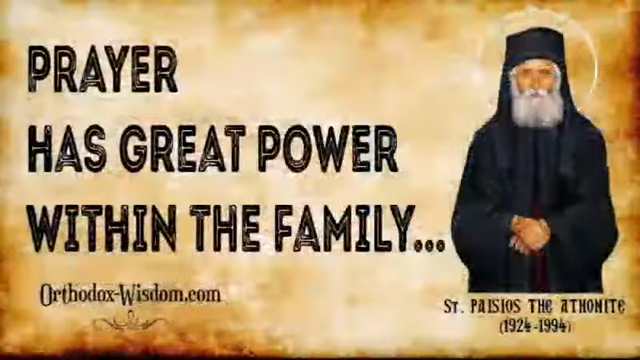 PRAYER
HAS GREAT POWER
WITHIN THE FAMILY...
Orthodox-Wisdom.com
ST. PAISIOS THE ATHONITE
(1924-1994)